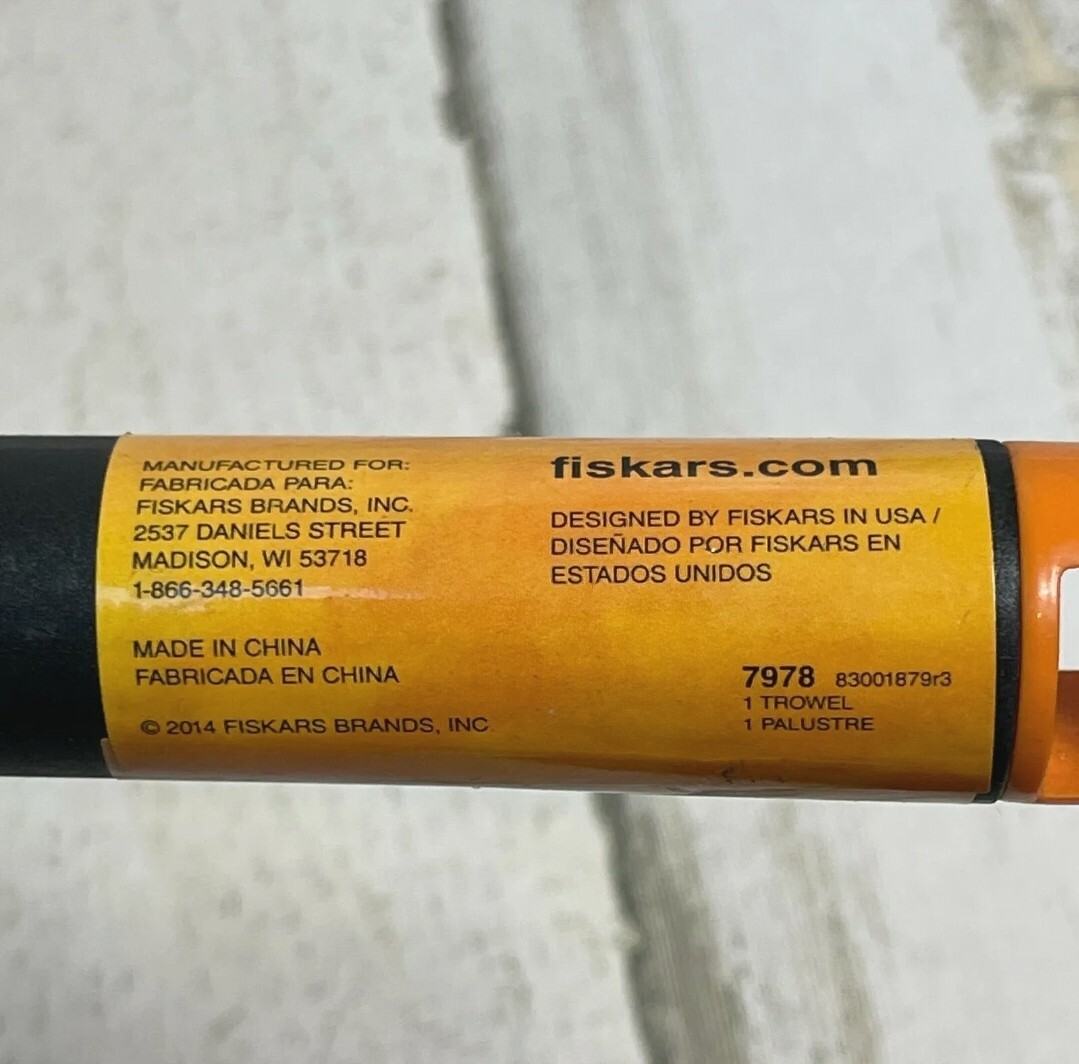 MANUFACTURED FOR:
FABRICADA PARA:
FISKARS BRANDS, INC.
2537 DANIELS STREET
MADISON, WI 53718
1-866-348-5661
MADE IN CHINA
FABRICADA EN CHINA
© 2014 FISKARS BRANDS, INC
fiskars.com
DESIGNED BY FISKARS IN USA /
DISEÑADO POR FISKARS EN
ESTADOS UNIDOS
7978 83001879r3
1 TROWEL
1 PALUSTRE